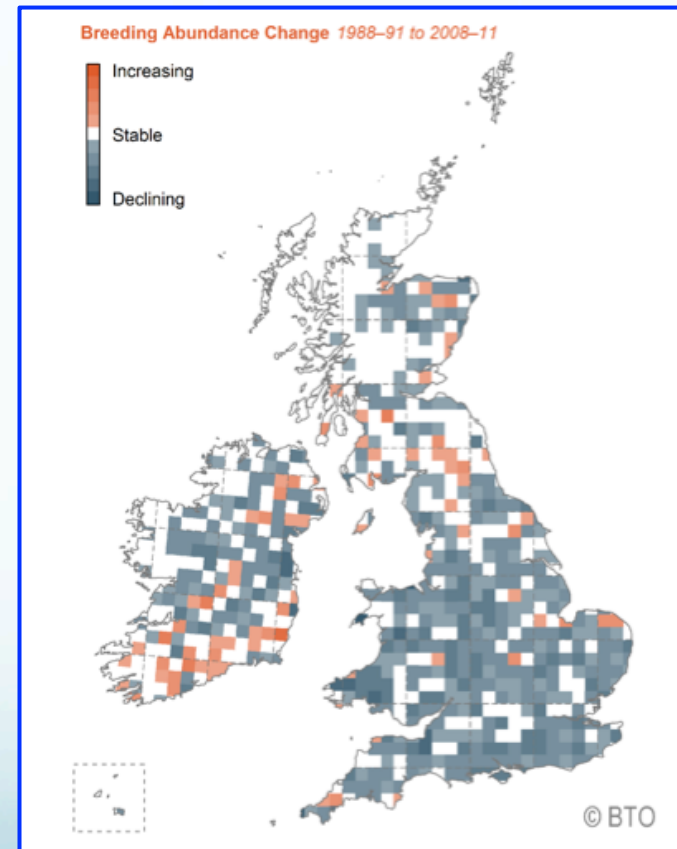 Breeding Abundance Change 1988–91 to 2008–11
Increasing
Stable
Declining
© BTO